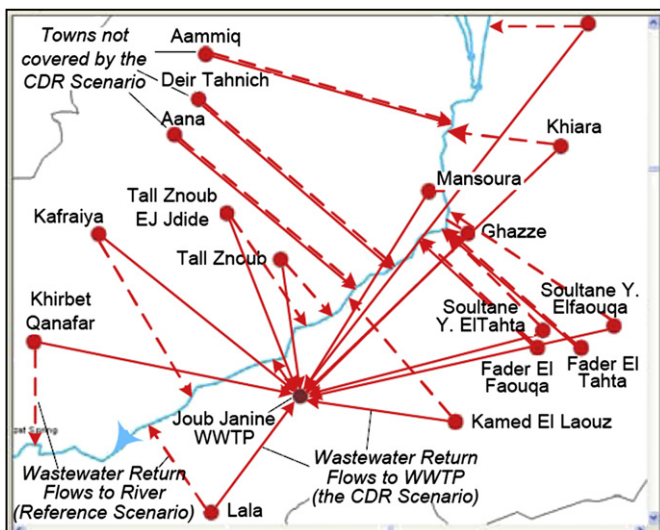 Towns not
covered by the
CDR Scenario
Aammiq
Deir Tahnich
Aana
Khiara
Mansoura
Tall Znoub
EJ Jdide
Kafraiya
Ghazze
Tall Znoub
Khirbet
Qanafar
Soultane Y.
Elfaouqa
Soultane
Y. ElTahta
Fader El
Faouqa
Fader El
Tahta
Joub Janine
WWTP
Kamed El Laouz
Spring
Wastewater Return
Flows to River
(Reference Scenario)
Wastewater Return
Flows to WWTP
(the CDR Scenario)
Lala